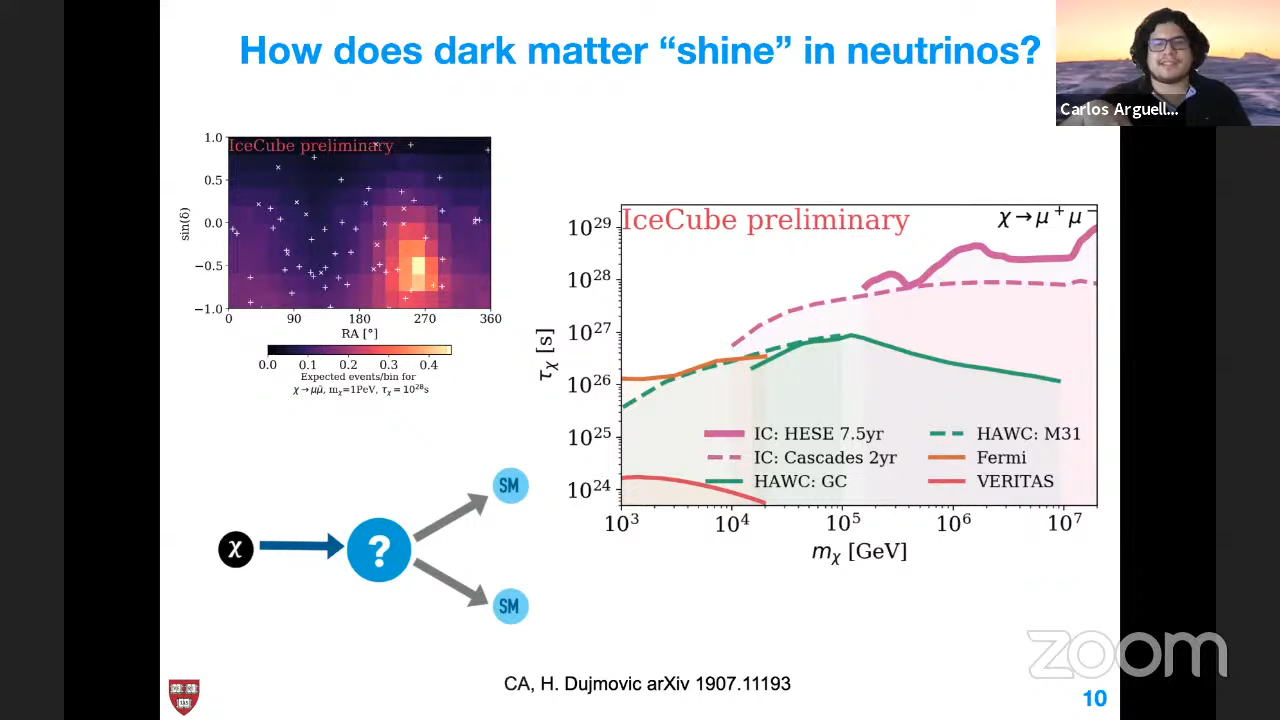 How does dark matter “shine” in neutrinos?
Carlos Arguell...
IceCube preliminary
1.0
0.5
0.0
−0.5
−1.0
sin(δ)
0 90 180 270 360
RA [°]
0.0 0.1 0.2 0.3 0.4
Expected events/bin for
χ→μμ̄, mχ=1PeV, τχ = 10²⁸s
IceCube preliminary
χ→μ⁺μ⁻
10²⁹
10²⁸
10²⁷
10²⁶
10²⁵
10²⁴
τχ [s]
IC: HESE 7.5yr
IC: Cascades 2yr
HAWC: GC
HAWC: M31
Fermi
VERITAS
10³ 10⁴ 10⁵ 10⁶ 10⁷
mχ [GeV]
χ
?
SM
SM
zoom
CA, H. Dujmovic arXiv 1907.11193
10